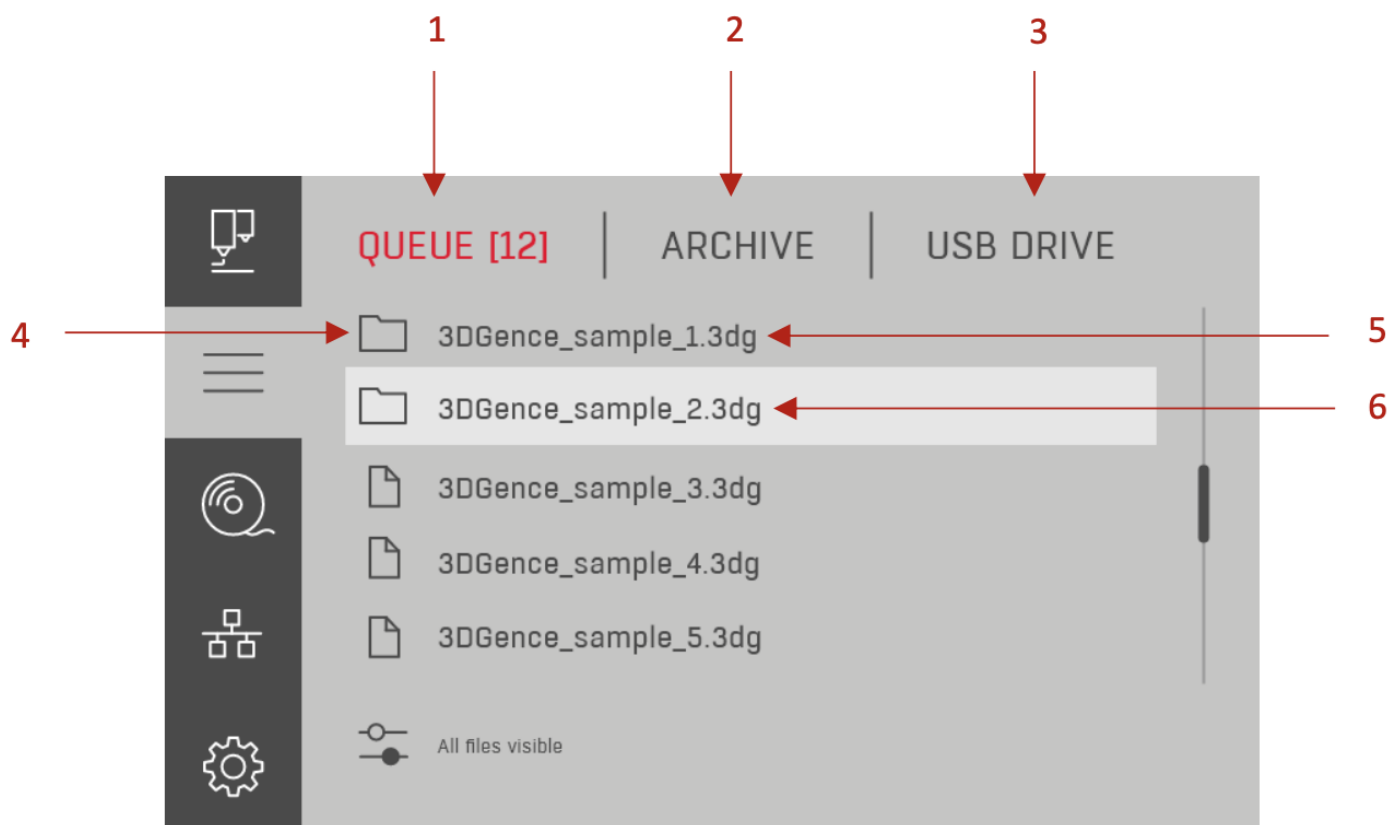 1 2 3
QUEUE [12] ARCHIVE USB DRIVE
4 3DGence_sample_1.3dg 5
3DGence_sample_2.3dg 6
3DGence_sample_3.3dg
3DGence_sample_4.3dg
3DGence_sample_5.3dg
All files visible